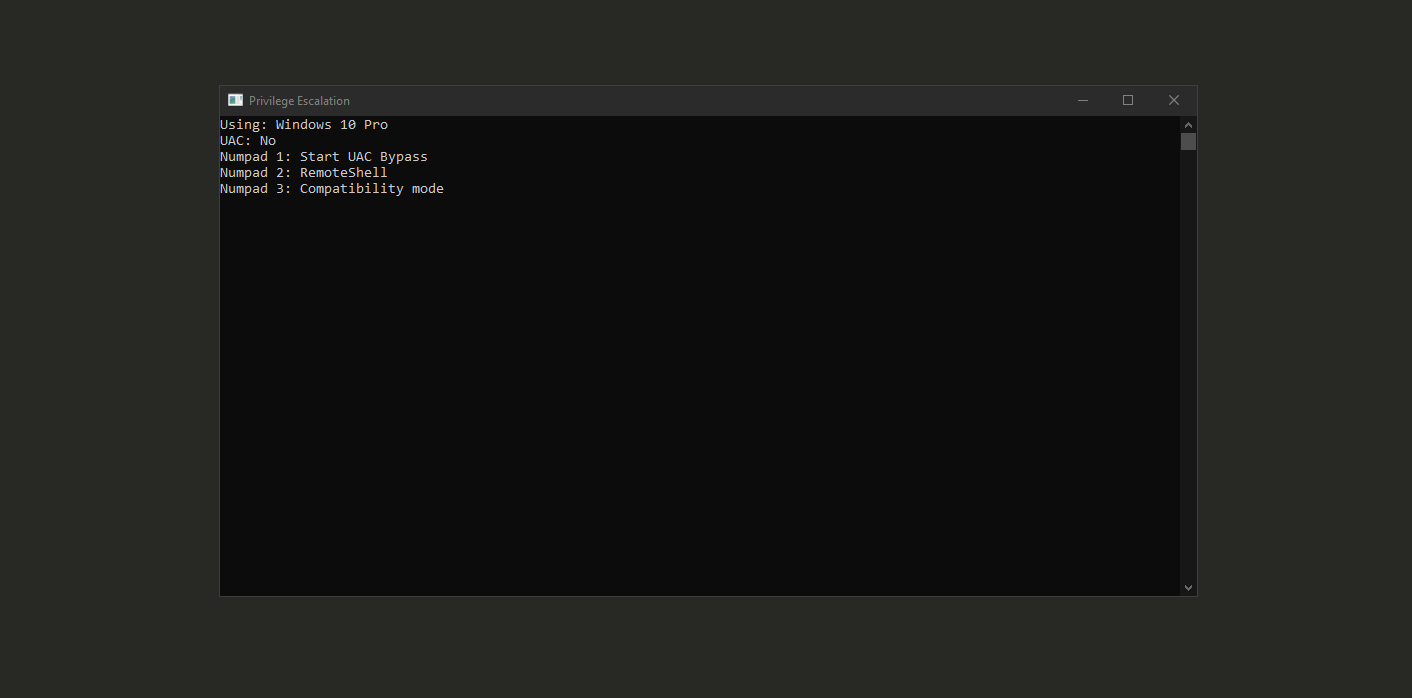 Privilege Escalation
Using: Windows 10 Pro
UAC: No
Numpad 1: Start UAC Bypass
Numpad 2: RemoteShell
Numpad 3: Compatibility mode